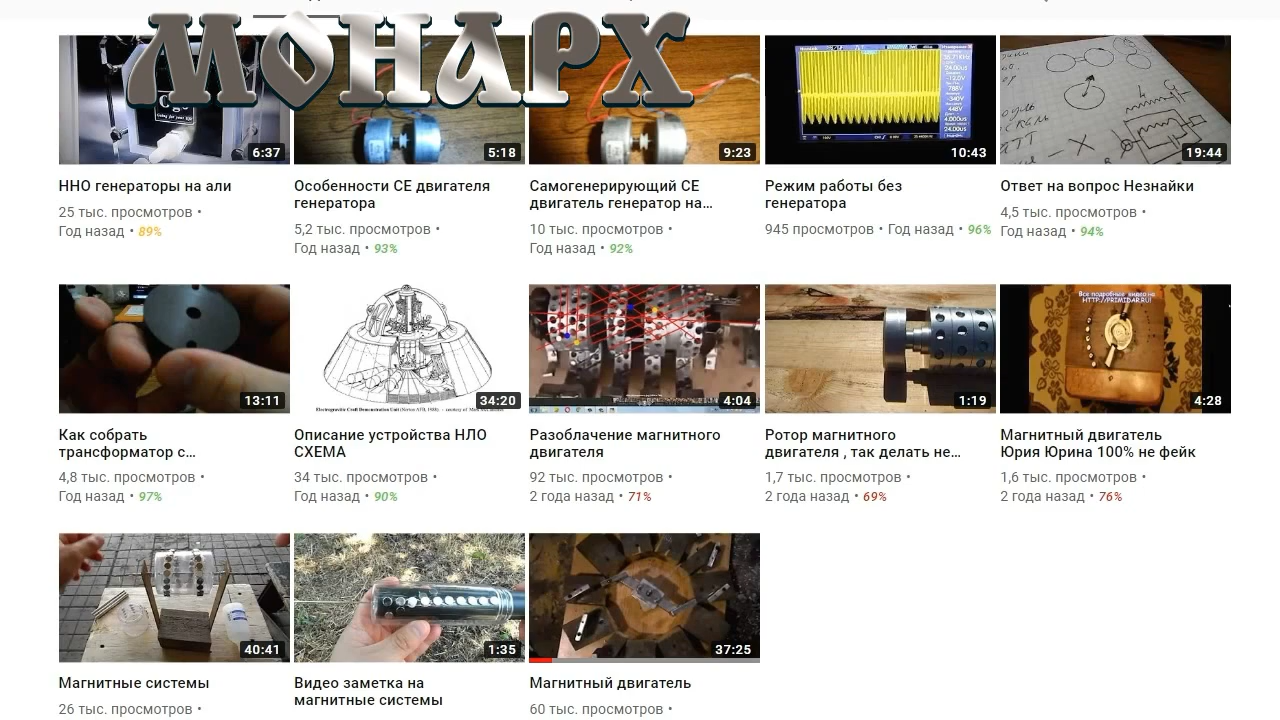 МОНАРХ
6:37
5:18
9:23
10:43
19:44
ННО генераторы на али
25 тыс. просмотров •
Год назад • 89%
Особенности СЕ двигателя
генератора
5,2 тыс. просмотров •
Год назад • 93%
Самогенерирующий СЕ
двигатель генератор на…
10 тыс. просмотров •
Год назад • 92%
Режим работы без
генератора
945 просмотров • Год назад • 96%
Ответ на вопрос Незнайки
4,5 тыс. просмотров •
Год назад • 94%
13:11
34:20
4:04
1:19
Все подробные видео на
HTTP://PRIMIDAR.RU
4:28
Как собрать
трансформатор с…
4,8 тыс. просмотров •
Год назад • 97%
Описание устройства НЛО
СХЕМА
34 тыс. просмотров •
Год назад • 90%
Разоблачение магнитного
двигателя
92 тыс. просмотров •
2 года назад • 71%
Ротор магнитного
двигателя , так делать не…
1,7 тыс. просмотров •
2 года назад • 69%
Магнитный двигатель
Юрия Юрина 100% не фейк
1,6 тыс. просмотров •
2 года назад • 76%
40:41
1:35
37:25
Магнитные системы
26 тыс. просмотров •
Видео заметка на
магнитные системы
Магнитный двигатель
60 тыс. просмотров •